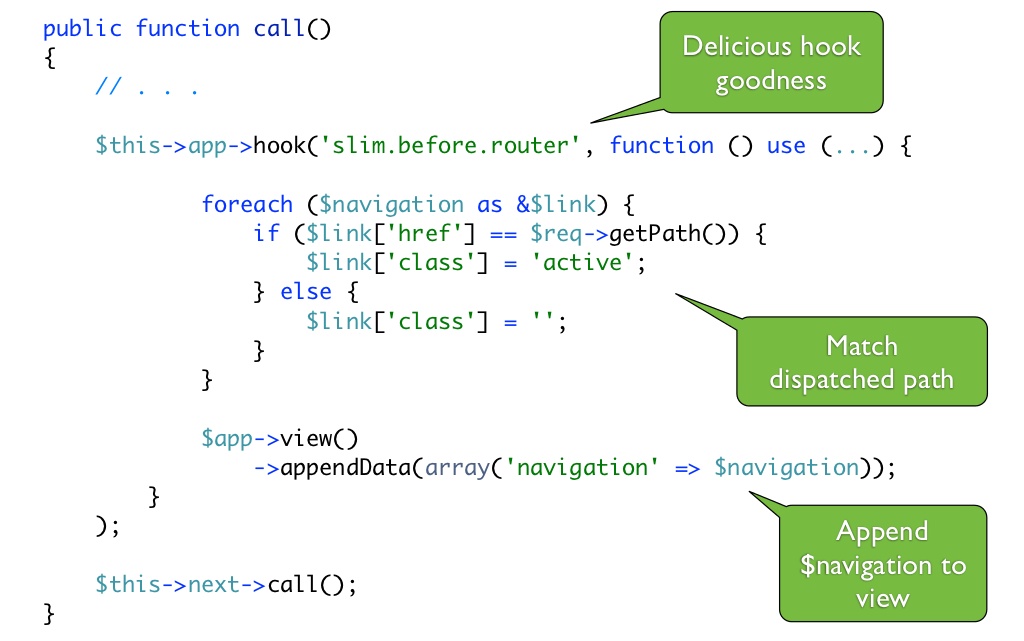 public function call()
{
    // . . .
Delicious hook
goodness
    $this->app->hook('slim.before.router', function () use (...) {
            foreach ($navigation as &$link) {
                if ($link['href'] == $req->getPath()) {
                    $link['class'] = 'active';
                } else {
                    $link['class'] = '';
                }
            }
Match
dispatched path
            $app->view()
                ->appendData(array('navigation' => $navigation));
        }
    );
Append
$navigation to
view
    $this->next->call();
}